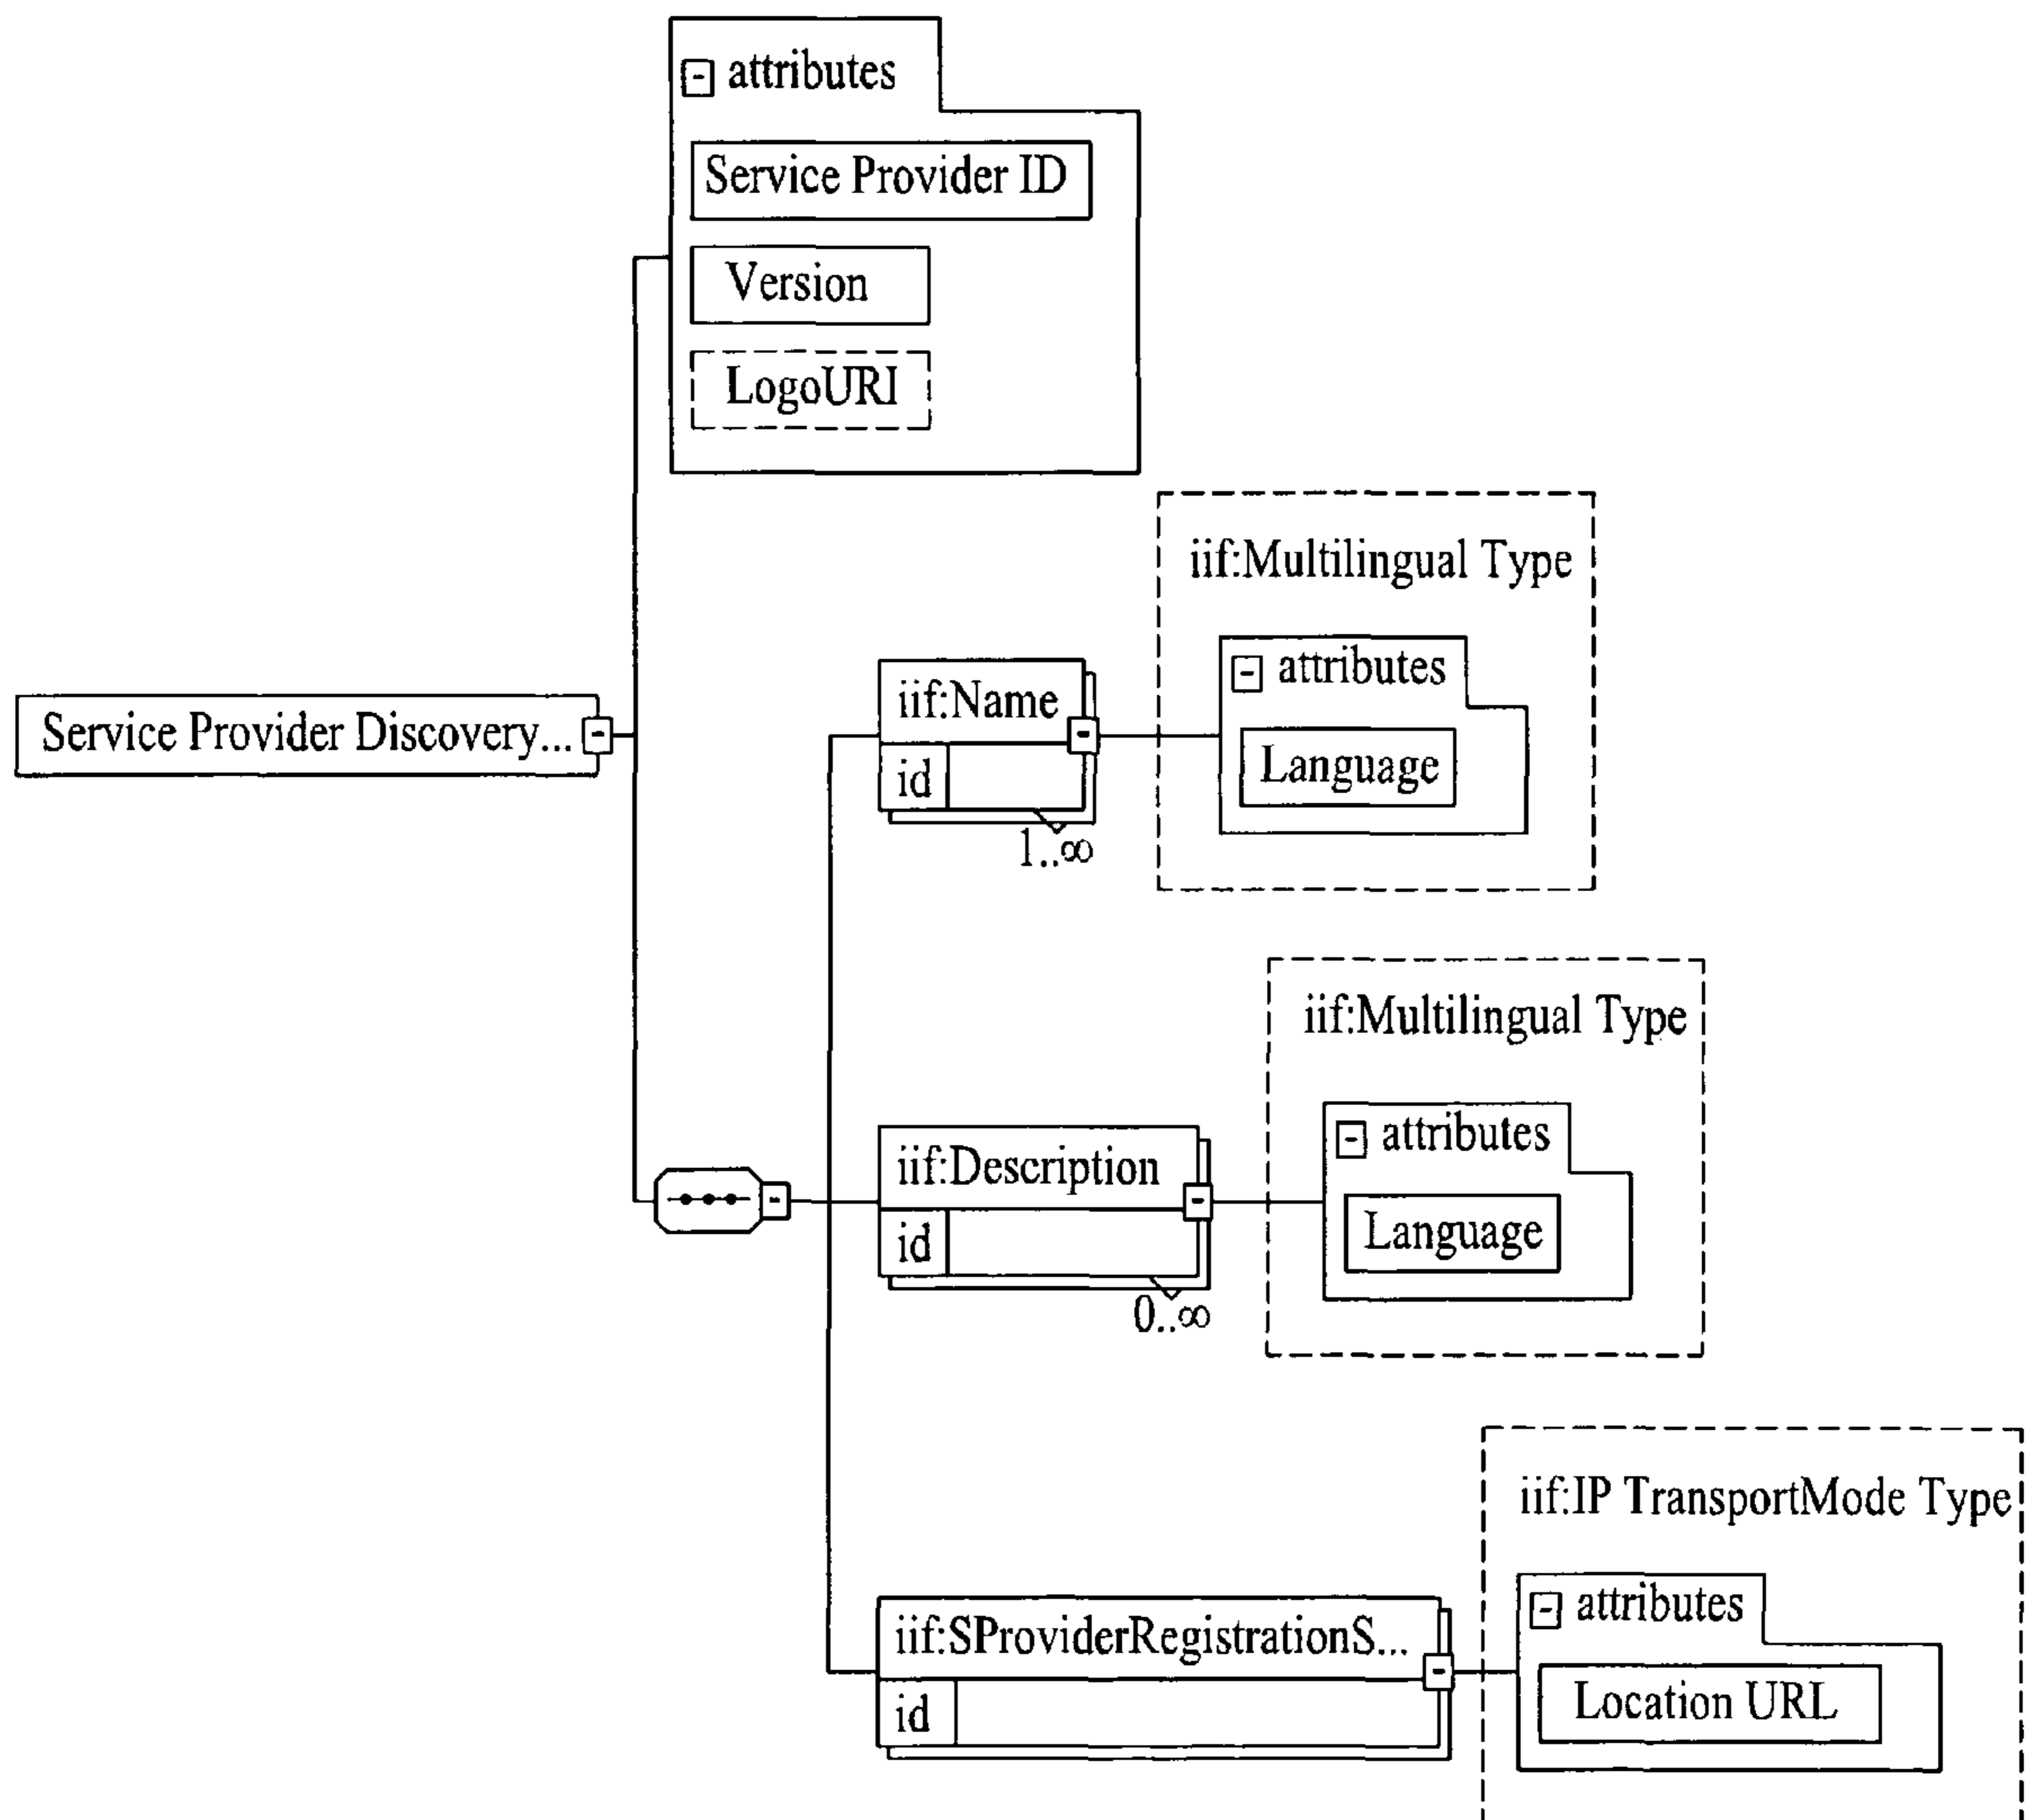 attributes
Service Provider ID
Version
LogoURI
iif:Multilingual Type
attributes
iif:Name
Language
Service Provider Discovery...
id
1..∞
iif:Multilingual Type
attributes
iif:Description
Language
id
0..∞
iif:IP TransportMode Type
attributes
iif:SProviderRegistrationS...
Location URL
id